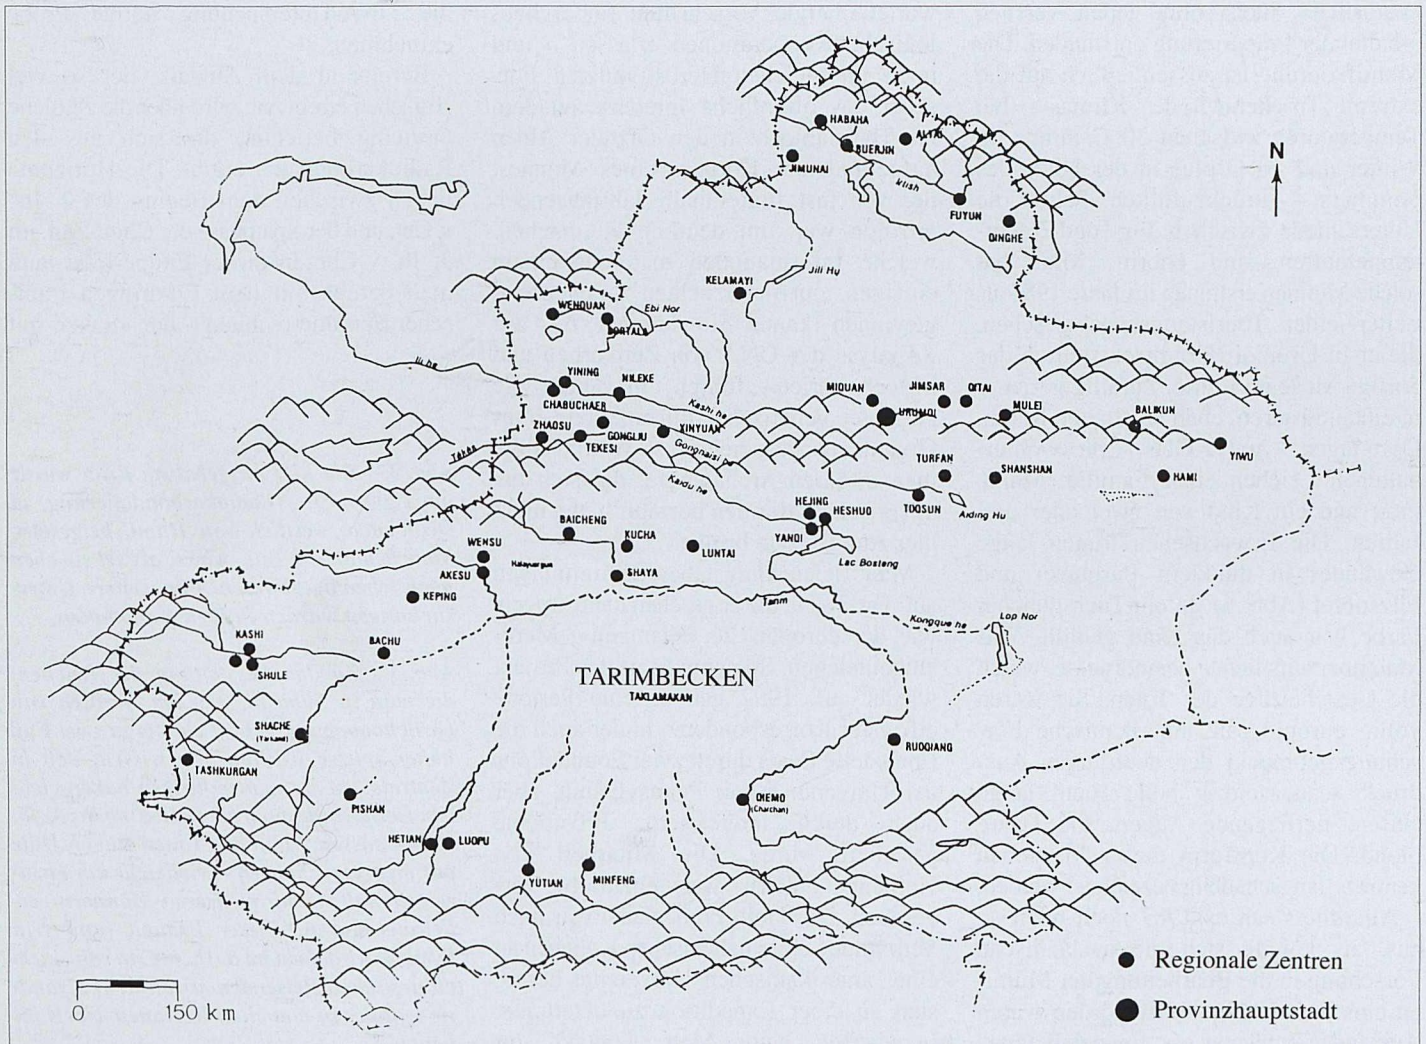 HABAHA
ALTAI
BUERJIN
JIMUNAI
N
Irtish
FUYUN
QINGHE
Jili Hu
KELAMAYI
WENQUAN
Ebi Nor
BORTALA
Ili he
YINING
NILEKE
MIQUAN
JIMSAR
QITAI
CHABUCHAER
Kashi he
URUMQI
MULEI
BALIKUN
ZHAOSU
GONGLIU
XINYUAN
TEKESI
Tekes
Gongnaisi he
YIWU
TURFAN
SHANSHAN
HAMI
Kaidu he
TOQSUN
HEJING
HESHUO
Aiding Hu
BAICHENG
KUCHA
YANQI
WENSU
LUNTAI
Lac Bosteng
AKESU
SHAYA
KEPING
Tarim
Kongque he
Lop Nor
KASHI
BACHU
SHULE
TARIMBECKEN
TAKLAMAKAN
SHACHE
(Yarkand)
RUOQIANG
TASHKURGAN
PISHAN
QIEMO
(Charchan)
HETIAN
LUOPU
YUTIAN
MINFENG
Regionale Zentren
0 150 km
Provinzhauptstadt